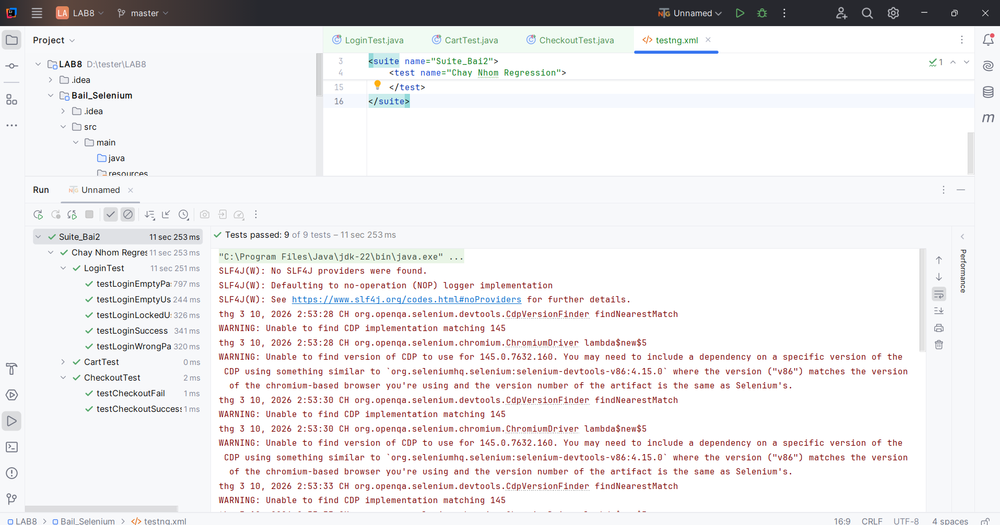 LA LAB8 master
NTG Unnamed
Project
LAB8 D:\tester\LAB8
.idea
Bail_Selenium
.idea
src
main
java
resources
LoginTest.java CartTest.java CheckoutTest.java </> testng.xml
3 <suite name="Suite_Bai2">
4 <test name="Chay Nhom Regression">
15 </test>
16 </suite>
1
m
Run NTG Unnamed
Suite_Bai2 11 sec 253 ms
Chay Nhom Regres 11 sec 253 ms
LoginTest 11 sec 251 ms
testLoginEmptyPa 797 ms
testLoginEmptyUs 244 ms
testLoginLockedU 326 ms
testLoginSuccess 341 ms
testLoginWrongPa 320 ms
CartTest 0 ms
CheckoutTest 2 ms
testCheckoutFail 1 ms
testCheckoutSuccess 1 ms
Tests passed: 9 of 9 tests – 11 sec 253 ms
"C:\Program Files\Java\jdk-22\bin\java.exe" ...
SLF4J(W): No SLF4J providers were found.
SLF4J(W): Defaulting to no-operation (NOP) logger implementation
SLF4J(W): See https://www.slf4j.org/codes.html#noProviders for further details.
thg 3 10, 2026 2:53:28 CH org.openqa.selenium.devtools.CdpVersionFinder findNearestMatch
WARNING: Unable to find CDP implementation matching 145
thg 3 10, 2026 2:53:28 CH org.openqa.selenium.chromium.ChromiumDriver lambda$new$5
WARNING: Unable to find version of CDP to use for 145.0.7632.160. You may need to include a dependency on a specific version of the
CDP using something similar to `org.seleniumhq.selenium:selenium-devtools-v86:4.15.0` where the version ("v86") matches the version
of the chromium-based browser you're using and the version number of the artifact is the same as Selenium's.
thg 3 10, 2026 2:53:30 CH org.openqa.selenium.devtools.CdpVersionFinder findNearestMatch
WARNING: Unable to find CDP implementation matching 145
thg 3 10, 2026 2:53:30 CH org.openqa.selenium.chromium.ChromiumDriver lambda$new$5
WARNING: Unable to find version of CDP to use for 145.0.7632.160. You may need to include a dependency on a specific version of the
CDP using something similar to `org.seleniumhq.selenium:selenium-devtools-v86:4.15.0` where the version ("v86") matches the version
of the chromium-based browser you're using and the version number of the artifact is the same as Selenium's.
thg 3 10, 2026 2:53:33 CH org.openqa.selenium.devtools.CdpVersionFinder findNearestMatch
WARNING: Unable to find CDP implementation matching 145
Performance
LAB8 > Bail_Selenium > </> testng.xml
16:9 CRLF UTF-8 4 spaces